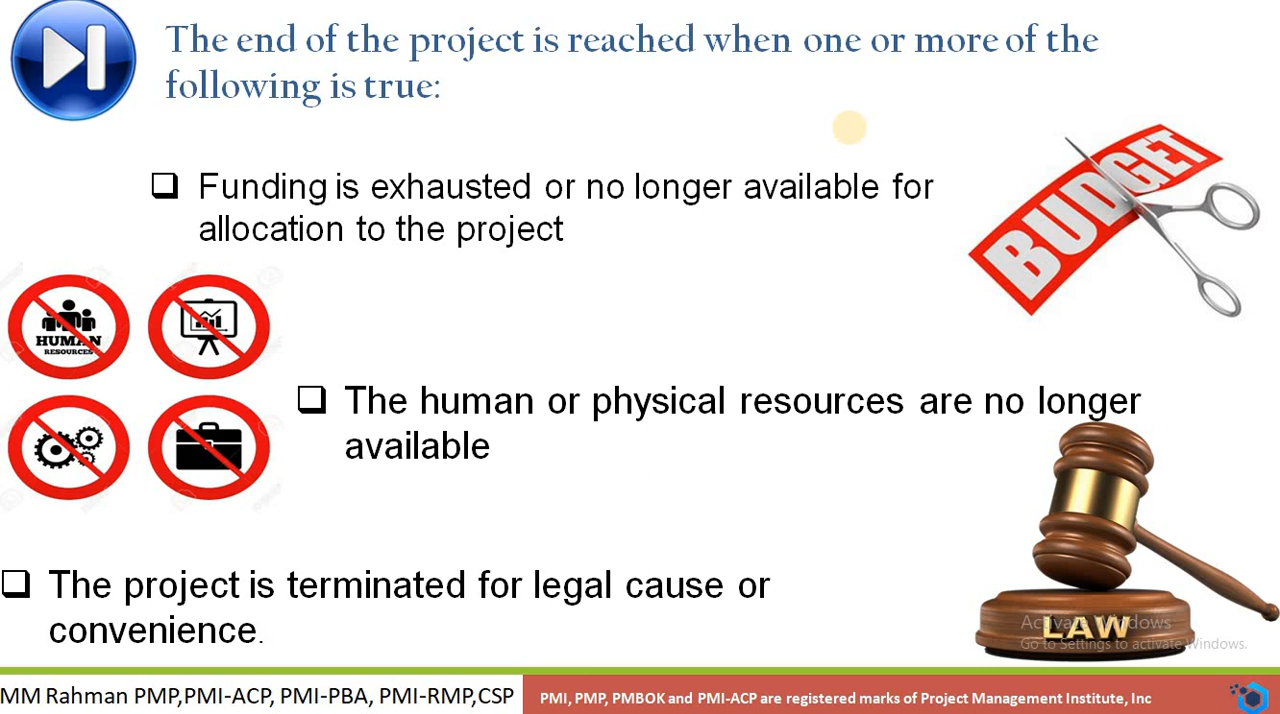 The end of the project is reached when one or more of the
following is true:
Funding is exhausted or no longer available for
allocation to the project
BUDGET
HUMAN
RESOURCES
The human or physical resources are no longer
available
The project is terminated for legal cause or
convenience.
LAW
Activate Windows
Go to Settings to activate Windows.
MM Rahman PMP,PMI-ACP, PMI-PBA, PMI-RMP,CSP
PMI, PMP, PMBOK and PMI-ACP are registered marks of Project Management Institute, Inc